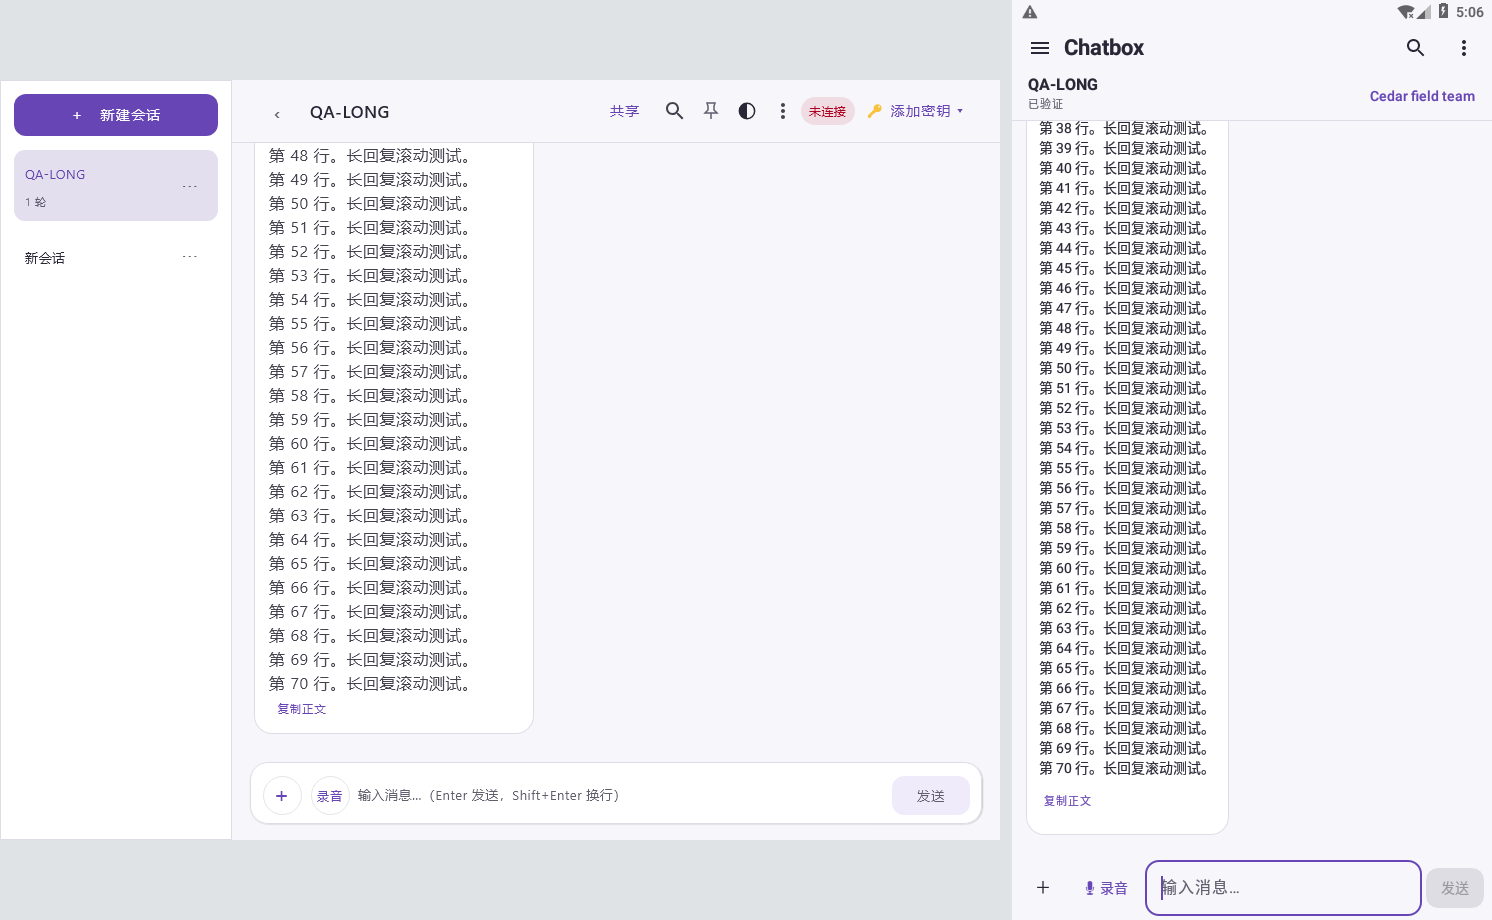 + 新建会话
QA-LONG
1 轮
...
新会话
...
‹ QA-LONG 共享 未连接 添加密钥
第 48 行。长回复滚动测试。
第 49 行。长回复滚动测试。
第 50 行。长回复滚动测试。
第 51 行。长回复滚动测试。
第 52 行。长回复滚动测试。
第 53 行。长回复滚动测试。
第 54 行。长回复滚动测试。
第 55 行。长回复滚动测试。
第 56 行。长回复滚动测试。
第 57 行。长回复滚动测试。
第 58 行。长回复滚动测试。
第 59 行。长回复滚动测试。
第 60 行。长回复滚动测试。
第 61 行。长回复滚动测试。
第 62 行。长回复滚动测试。
第 63 行。长回复滚动测试。
第 64 行。长回复滚动测试。
第 65 行。长回复滚动测试。
第 66 行。长回复滚动测试。
第 67 行。长回复滚动测试。
第 68 行。长回复滚动测试。
第 69 行。长回复滚动测试。
第 70 行。长回复滚动测试。
复制正文
+ 录音 输入消息...（Enter 发送，Shift+Enter 换行） 发送
5:06
Chatbox
QA-LONG
已验证
Cedar field team
第 38 行。长回复滚动测试。
第 39 行。长回复滚动测试。
第 40 行。长回复滚动测试。
第 41 行。长回复滚动测试。
第 42 行。长回复滚动测试。
第 43 行。长回复滚动测试。
第 44 行。长回复滚动测试。
第 45 行。长回复滚动测试。
第 46 行。长回复滚动测试。
第 47 行。长回复滚动测试。
第 48 行。长回复滚动测试。
第 49 行。长回复滚动测试。
第 50 行。长回复滚动测试。
第 51 行。长回复滚动测试。
第 52 行。长回复滚动测试。
第 53 行。长回复滚动测试。
第 54 行。长回复滚动测试。
第 55 行。长回复滚动测试。
第 56 行。长回复滚动测试。
第 57 行。长回复滚动测试。
第 58 行。长回复滚动测试。
第 59 行。长回复滚动测试。
第 60 行。长回复滚动测试。
第 61 行。长回复滚动测试。
第 62 行。长回复滚动测试。
第 63 行。长回复滚动测试。
第 64 行。长回复滚动测试。
第 65 行。长回复滚动测试。
第 66 行。长回复滚动测试。
第 67 行。长回复滚动测试。
第 68 行。长回复滚动测试。
第 69 行。长回复滚动测试。
第 70 行。长回复滚动测试。
复制正文
+ 录音 输入消息... 发送